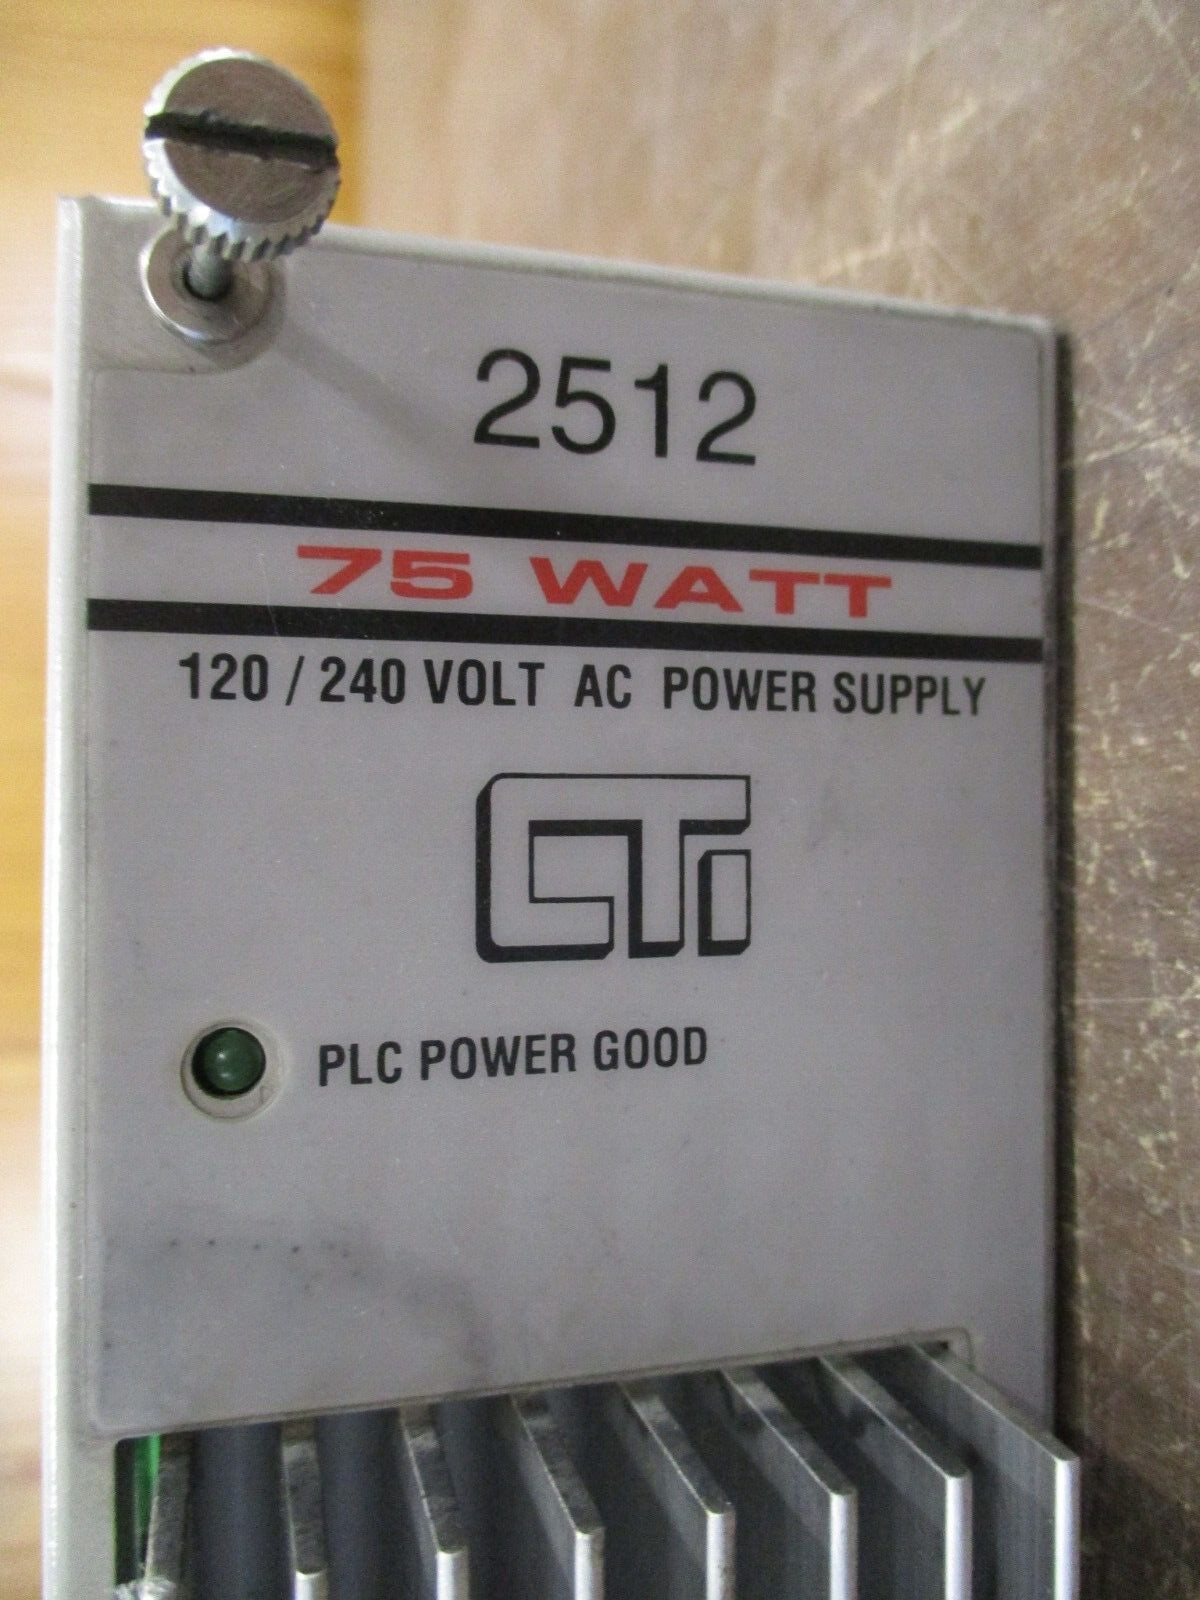 2512
75 WATT
120 / 240 VOLT AC POWER SUPPLY
CTi
PLC POWER GOOD